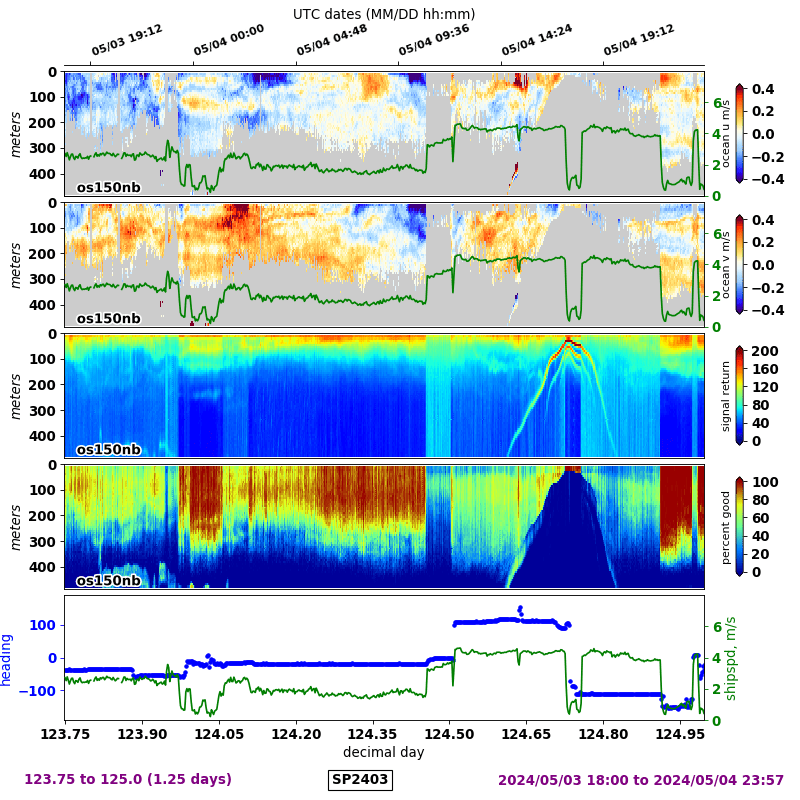 UTC dates (MM/DD hh:mm)
05/03 19:12 05/04 00:00 05/04 04:48 05/04 09:36 05/04 14:24 05/04 19:12
0
100
200
300
400
meters
os150nb
6
4
2
0
ocean u m/s
0.4
0.2
0.0
−0.2
−0.4
0
100
200
300
400
meters
os150nb
6
4
2
0
ocean v m/s
0.4
0.2
0.0
−0.2
−0.4
0
100
200
300
400
meters
os150nb
signal return
200
160
120
80
40
0
0
100
200
300
400
meters
os150nb
percent good
100
80
60
40
20
0
heading
100
0
−100
6
4
2
0
shipspd, m/s
123.75 123.90 124.05 124.20 124.35 124.50 124.65 124.80 124.95
decimal day
123.75 to 125.0 (1.25 days)
SP2403
2024/05/03 18:00 to 2024/05/04 23:57